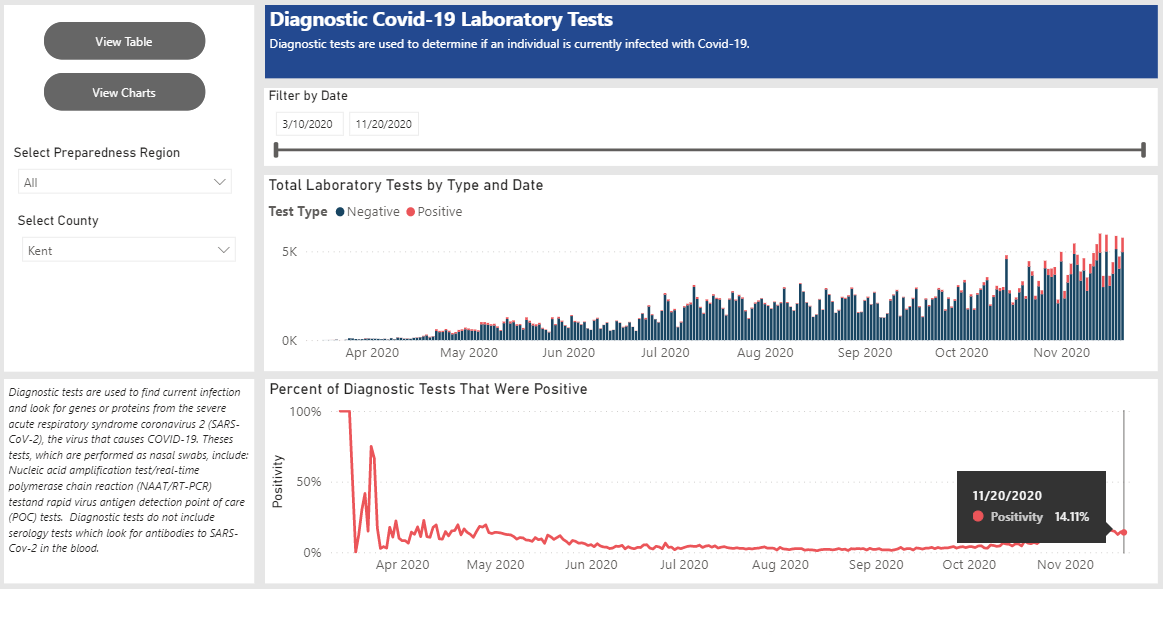 View Table
View Charts
Select Preparedness Region
All
Select County
Kent
Diagnostic tests are used to find current infection
and look for genes or proteins from the severe
acute respiratory syndrome coronavirus 2 (SARS-
CoV-2), the virus that causes COVID-19. Theses
tests, which are performed as nasal swabs, include:
Nucleic acid amplification test/real-time
polymerase chain reaction (NAAT/RT-PCR)
testand rapid virus antigen detection point of care
(POC) tests.  Diagnostic tests do not include
serology tests which look for antibodies to SARS-
Cov-2 in the blood.
Diagnostic Covid-19 Laboratory Tests
Diagnostic tests are used to determine if an individual is currently infected with Covid-19.
Filter by Date
3/10/2020 11/20/2020
Total Laboratory Tests by Type and Date
Test Type Negative Positive
5K
0K
Apr 2020 May 2020 Jun 2020 Jul 2020 Aug 2020 Sep 2020 Oct 2020 Nov 2020
Percent of Diagnostic Tests That Were Positive
100%
50%
0%
Positivity
11/20/2020
Positivity 14.11%
Apr 2020 May 2020 Jun 2020 Jul 2020 Aug 2020 Sep 2020 Oct 2020 Nov 2020